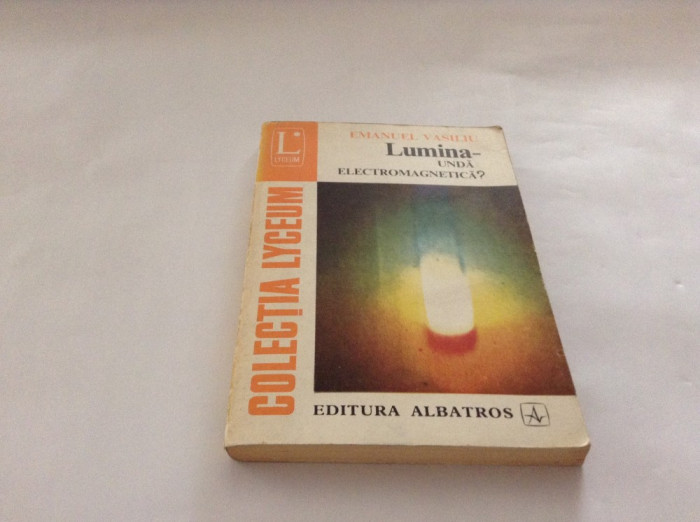 L
LYCEUM
COLECȚIA LYCEUM
EMANUEL VASILIU
Lumina-
UNDĂ
ELECTROMAGNETICĂ?
EDITURA ALBATROS